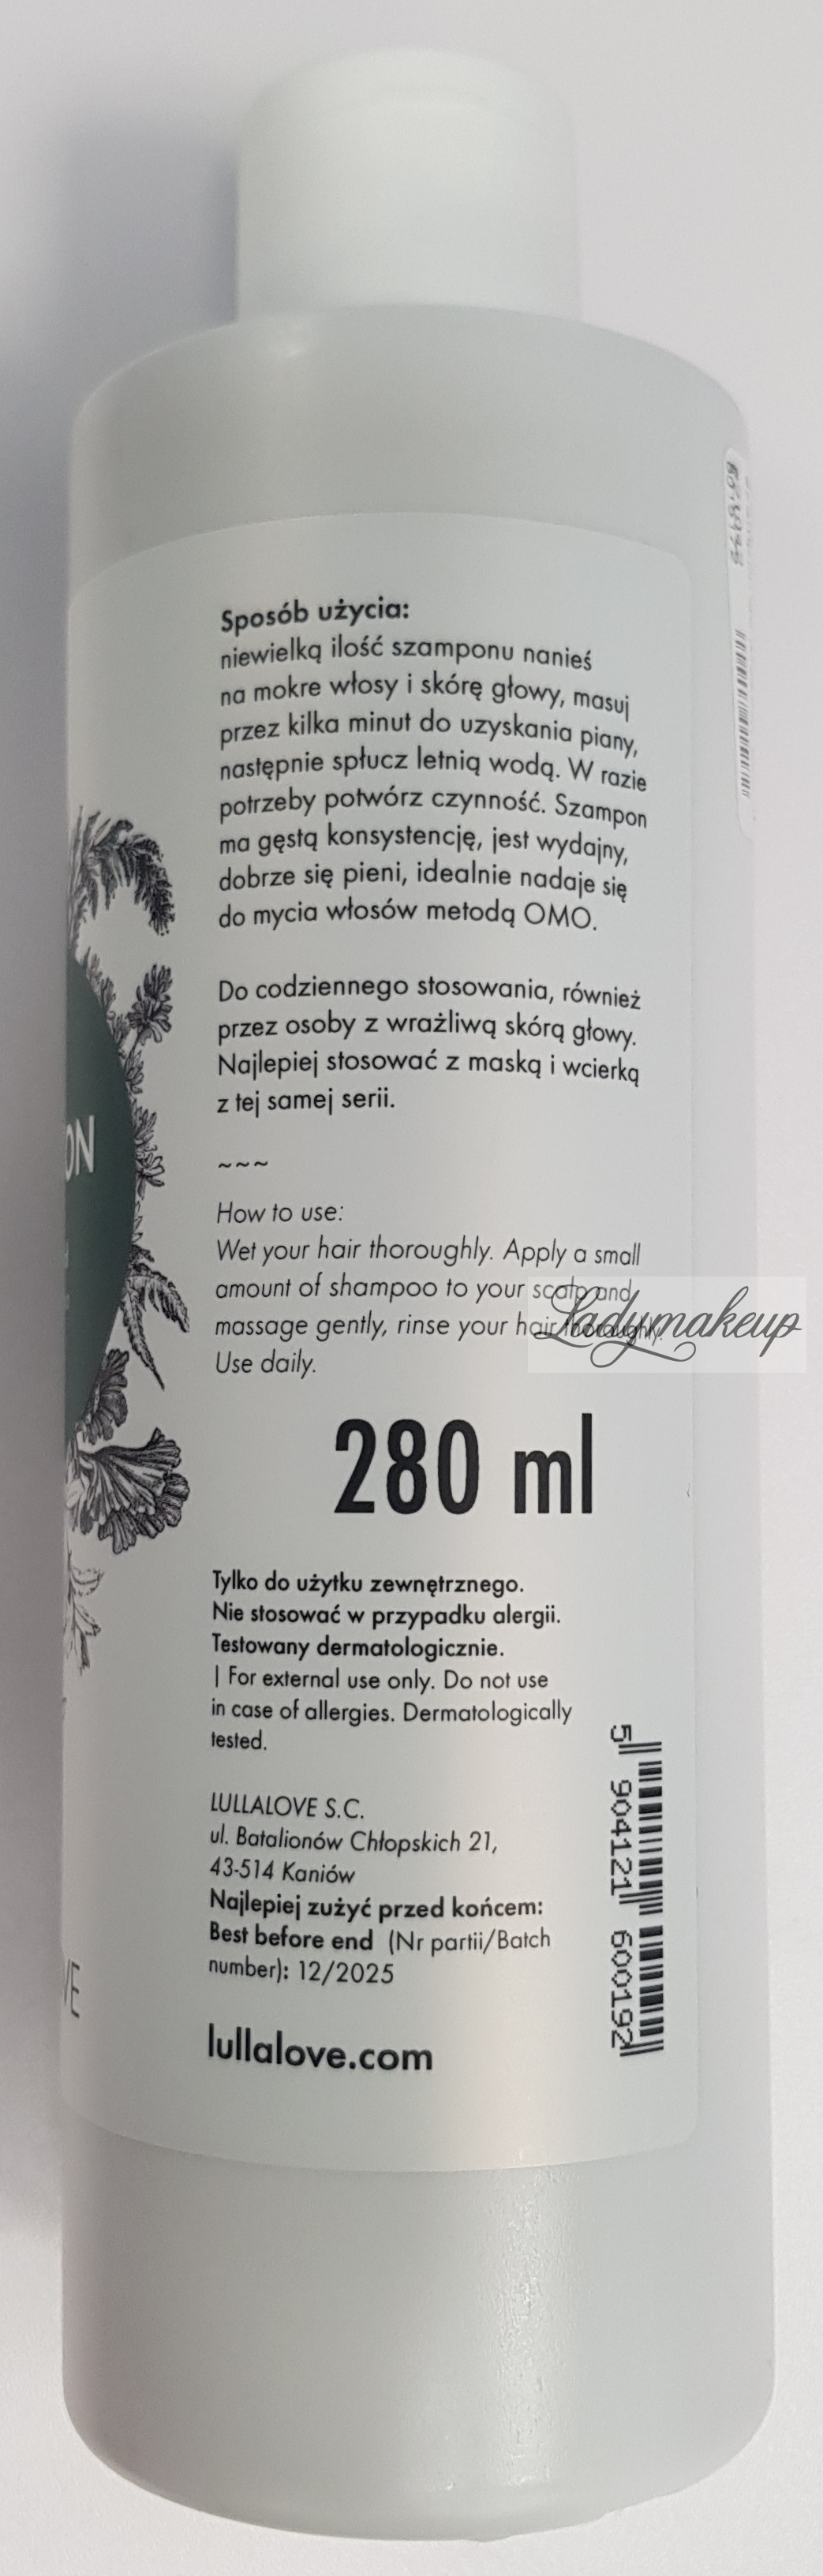 Sposób użycia:
niewielką ilość szamponu nanieś
na mokre włosy i skórę głowy, masuj
przez kilka minut do uzyskania piany,
następnie spłucz letnią wodą. W razie
potrzeby potwórz czynność. Szampon
ma gęstą konsystencję, jest wydajny,
dobrze się pieni, idealnie nadaje się
do mycia włosów metodą OMO.
Do codziennego stosowania, również
przez osoby z wrażliwą skórą głowy.
Najlepiej stosować z maską i wcierką
z tej samej serii.
~~~
How to use:
Wet your hair thoroughly. Apply a small
amount of shampoo to your scalp and
massage gently, rinse your hair thoroughly.
Use daily.
Ladymakeup
280 ml
Tylko do użytku zewnętrznego.
Nie stosować w przypadku alergii.
Testowany dermatologicznie.
| For external use only. Do not use
in case of allergies. Dermatologically
tested.
LULLALOVE S.C.
ul. Batalionów Chłopskich 21,
43-514 Kaniów
Najlepiej zużyć przed końcem:
Best before end (Nr partii/Batch
number): 12/2025
lullalove.com
5 904121 600192
ON
VE